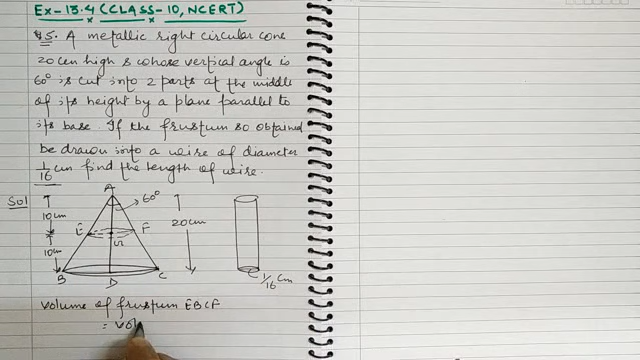 Ex-13.4 (CLASS-10, NCERT)
Q5. A metallic right circular cone
20 cm high & whose vertical angle is
60° is cut into 2 parts at the middle
of its height by a plane parallel to
its base. If the frustum so obtained
be drawn into a wire of diameter
1/16 cm find the length of wire.
Sol
A
60°
10cm
20cm
E
F
G
10cm
B
D
C
1/16 cm
Volume of frustum EBCF
= vol